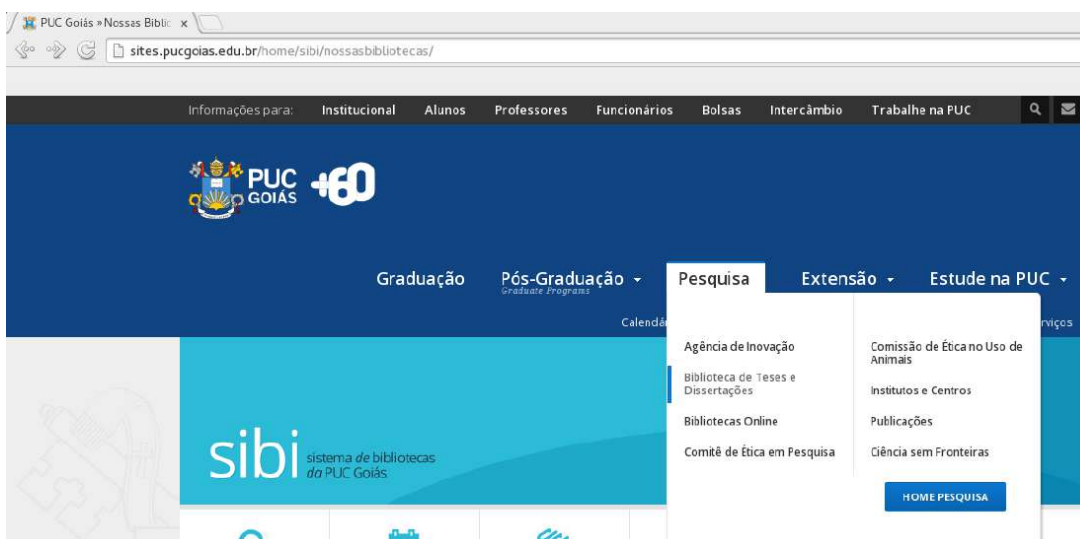 PUC Goiás » Nossas Biblic x
sites.pucgoias.edu.br/home/sibi/nossasbibliotecas/
Informações para: Institucional Alunos Professores Funcionários Bolsas Intercâmbio Trabalhe na PUC
PUC GOIÁS +60
Graduação Pós-Graduação Pesquisa Extensão Estude na PUC
Graduate Programs
Calendár rviços
Agência de Inovação
Biblioteca de Teses e
Dissertações
Bibliotecas Online
Comitê de Ética em Pesquisa
Comissão de Ética no Uso de
Animais
Institutos e Centros
Publicações
Ciência sem Fronteiras
HOME PESQUISA
sibi sistema de bibliotecas
da PUC Goiás